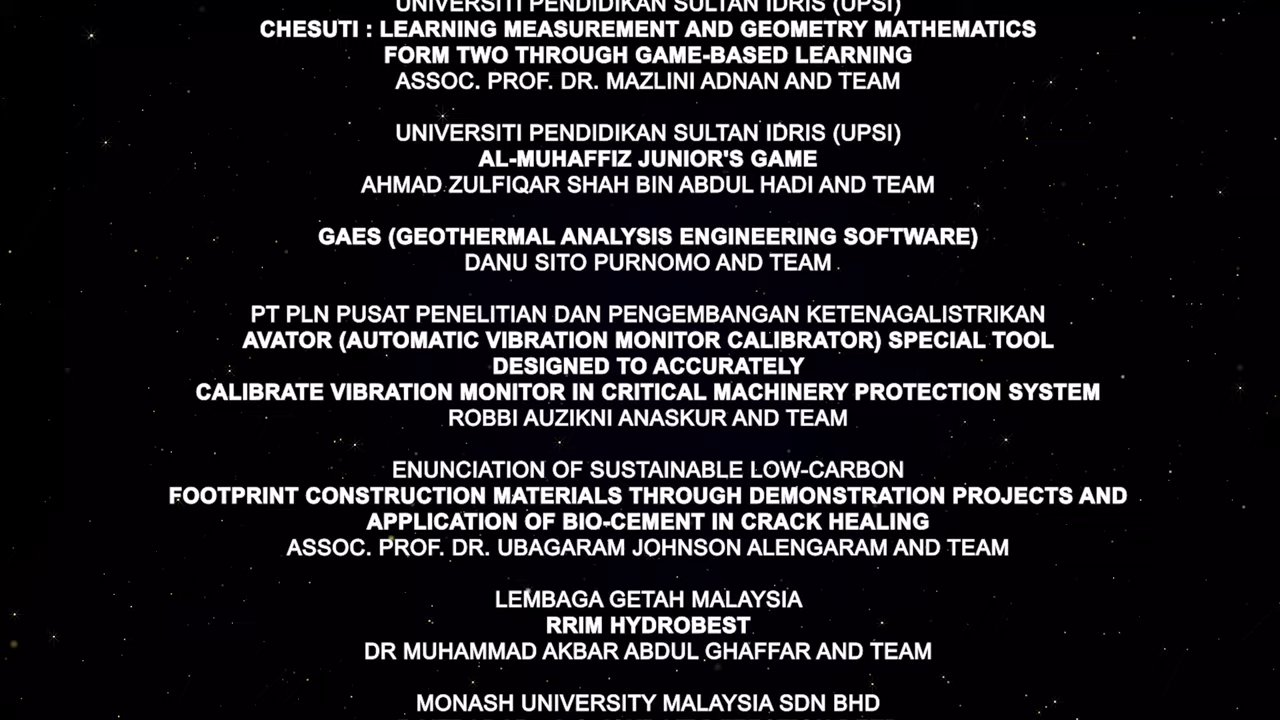 UNIVERSITI PENDIDIKAN SULTAN IDRIS (UPSI)
CHESUTI : LEARNING MEASUREMENT AND GEOMETRY MATHEMATICS
FORM TWO THROUGH GAME-BASED LEARNING
ASSOC. PROF. DR. MAZLINI ADNAN AND TEAM
UNIVERSITI PENDIDIKAN SULTAN IDRIS (UPSI)
AL-MUHAFFIZ JUNIOR'S GAME
AHMAD ZULFIQAR SHAH BIN ABDUL HADI AND TEAM
GAES (GEOTHERMAL ANALYSIS ENGINEERING SOFTWARE)
DANU SITO PURNOMO AND TEAM
PT PLN PUSAT PENELITIAN DAN PENGEMBANGAN KETENAGALISTRIKAN
AVATOR (AUTOMATIC VIBRATION MONITOR CALIBRATOR) SPECIAL TOOL
DESIGNED TO ACCURATELY
CALIBRATE VIBRATION MONITOR IN CRITICAL MACHINERY PROTECTION SYSTEM
ROBBI AUZIKNI ANASKUR AND TEAM
ENUNCIATION OF SUSTAINABLE LOW-CARBON
FOOTPRINT CONSTRUCTION MATERIALS THROUGH DEMONSTRATION PROJECTS AND
APPLICATION OF BIO-CEMENT IN CRACK HEALING
ASSOC. PROF. DR. UBAGARAM JOHNSON ALENGARAM AND TEAM
LEMBAGA GETAH MALAYSIA
RRIM HYDROBEST
DR MUHAMMAD AKBAR ABDUL GHAFFAR AND TEAM
MONASH UNIVERSITY MALAYSIA SDN BHD